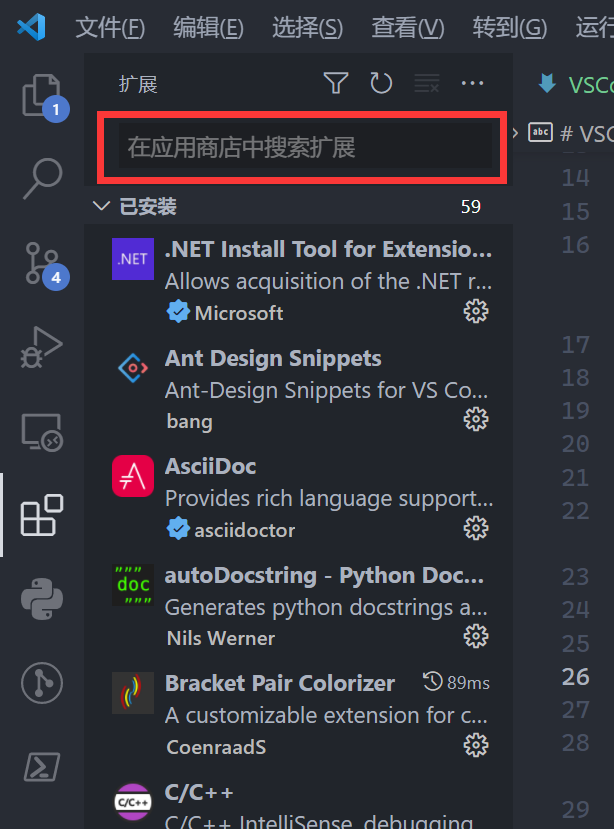 文件(F) 编辑(E) 选择(S) 查看(V) 转到(G) 运行
扩展
VSCo
1
在应用商店中搜索扩展
abc # VSC
已安装 59
.NET
.NET Install Tool for Extensio...
Allows acquisition of the .NET r...
Microsoft
4
Ant Design Snippets
Ant-Design Snippets for VS Co...
bang
AsciiDoc
Provides rich language support...
asciidoctor
"""
doc
"""
autoDocstring - Python Doc...
Generates python docstrings a...
Nils Werner
Bracket Pair Colorizer 89ms
A customizable extension for c...
CoenraadS
C/C++
C/C++
C/C++ IntelliSense, debugging,
14
15
16
17
18
19
20
21
22
23
24
25
26
27
28
29